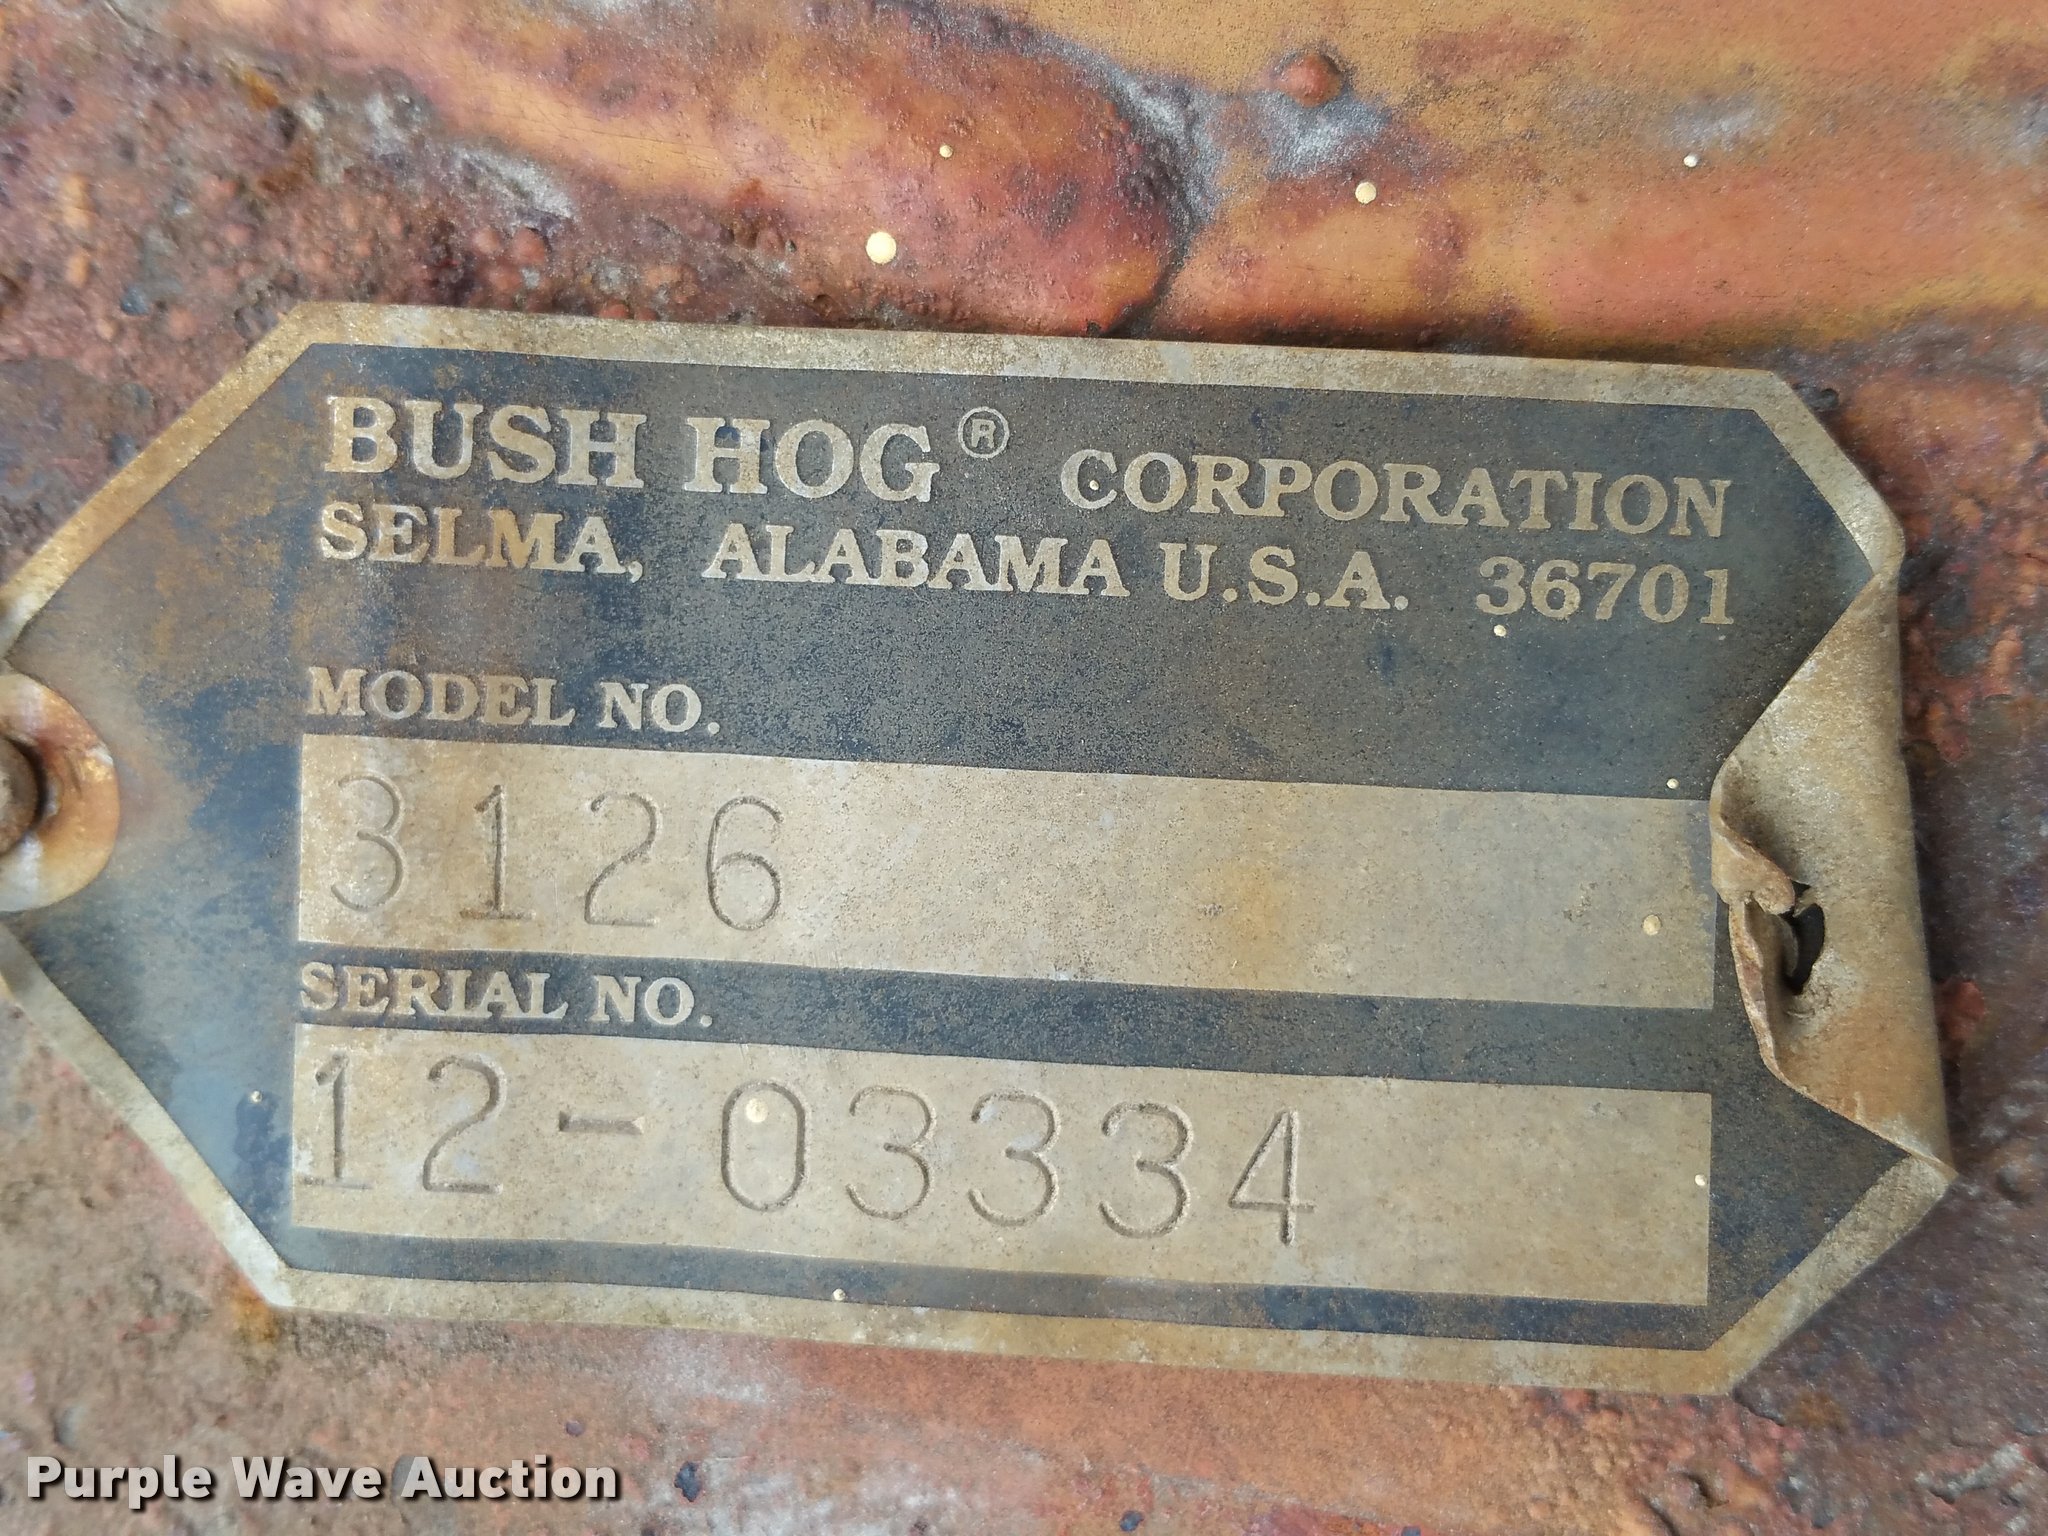 BUSH HOG® CORPORATION
SELMA, ALABAMA U.S.A. 36701
MODEL NO.
3126
SERIAL NO.
12-03334
Purple Wave Auction